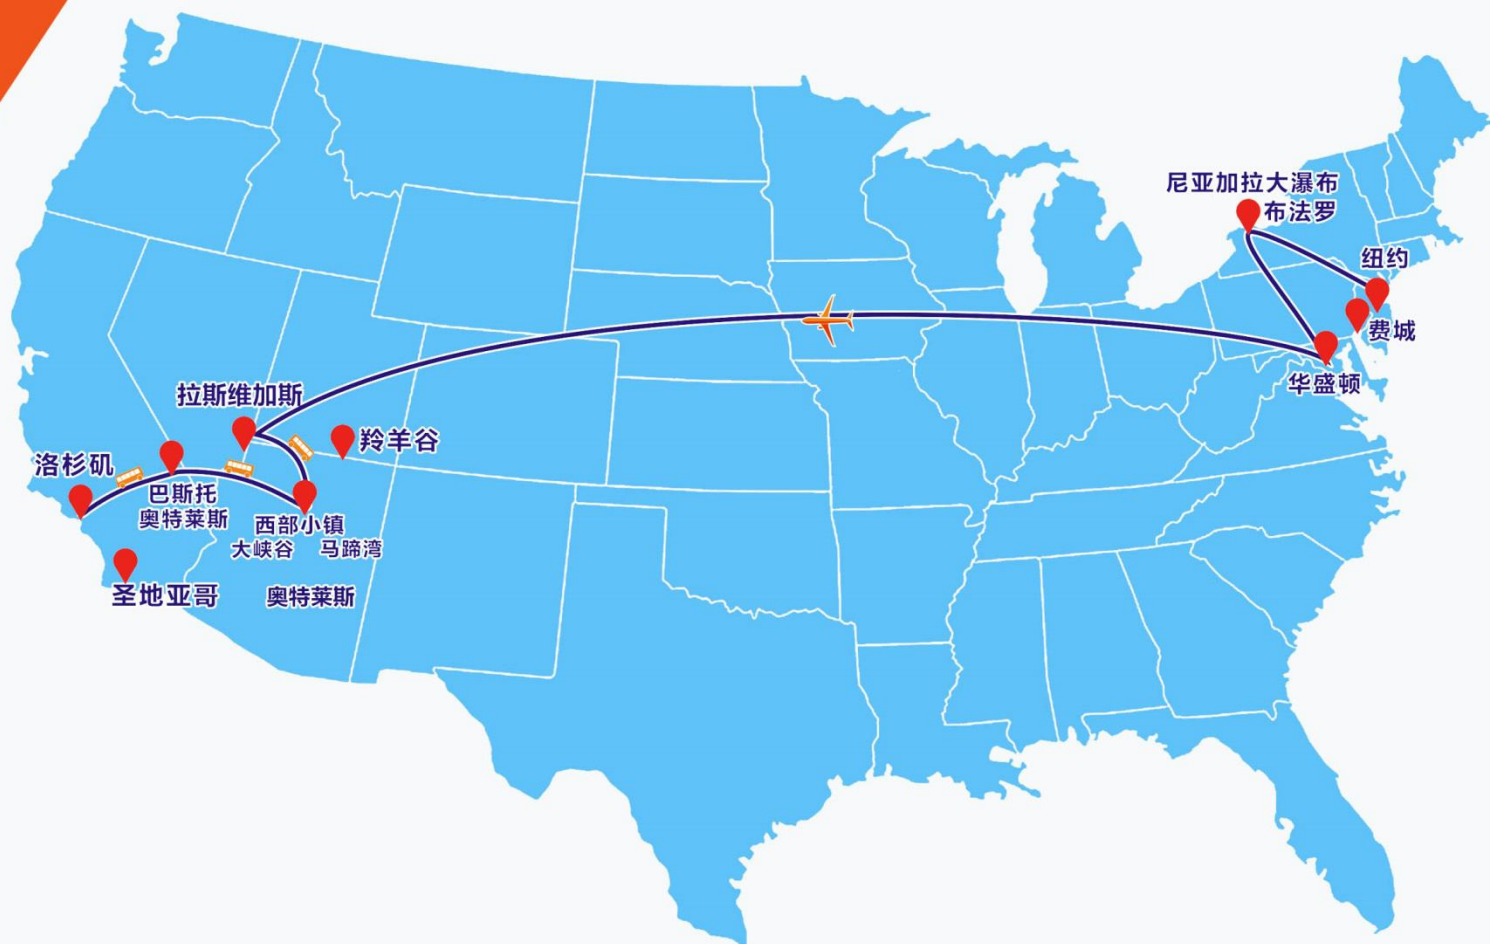 尼亚加拉大瀑布
布法罗
纽约
费城
华盛顿
拉斯维加斯
羚羊谷
洛杉矶
巴斯托
奥特莱斯
西部小镇
大峡谷 马蹄湾
圣地亚哥
奥特莱斯